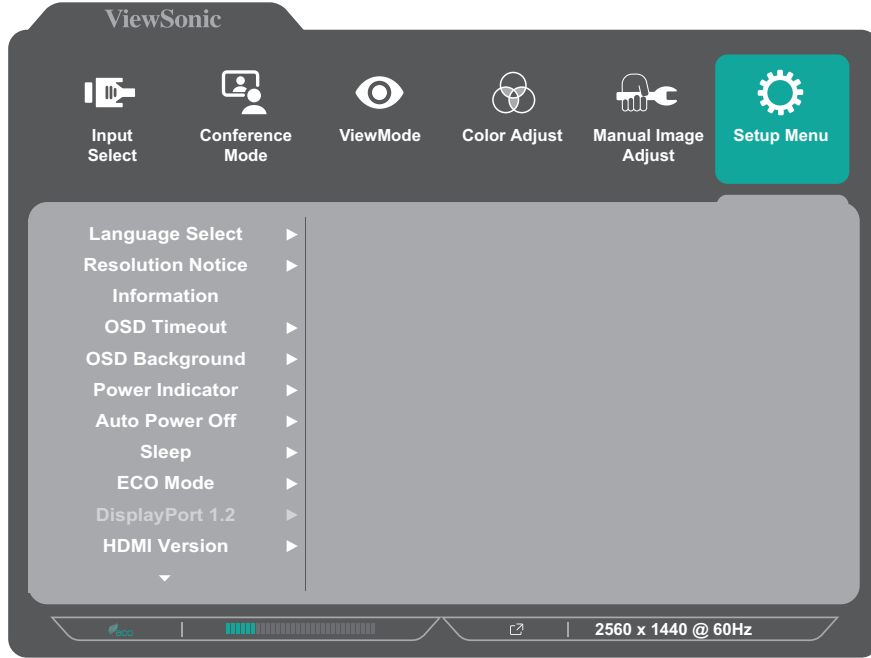 ViewSonic
Input
Select
Conference
Mode
ViewMode
Color Adjust
Manual Image
Adjust
Setup Menu
Language Select
Resolution Notice
Information
OSD Timeout
OSD Background
Power Indicator
Auto Power Off
Sleep
ECO Mode
DisplayPort 1.2
HDMI Version
eco
2560 x 1440 @ 60Hz